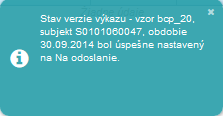 Stav verzie výkazu - vzor bcp_20,
subjekt S0101060047, obdobie
30.09.2014 bol úspešne nastavený
na Na odoslanie.